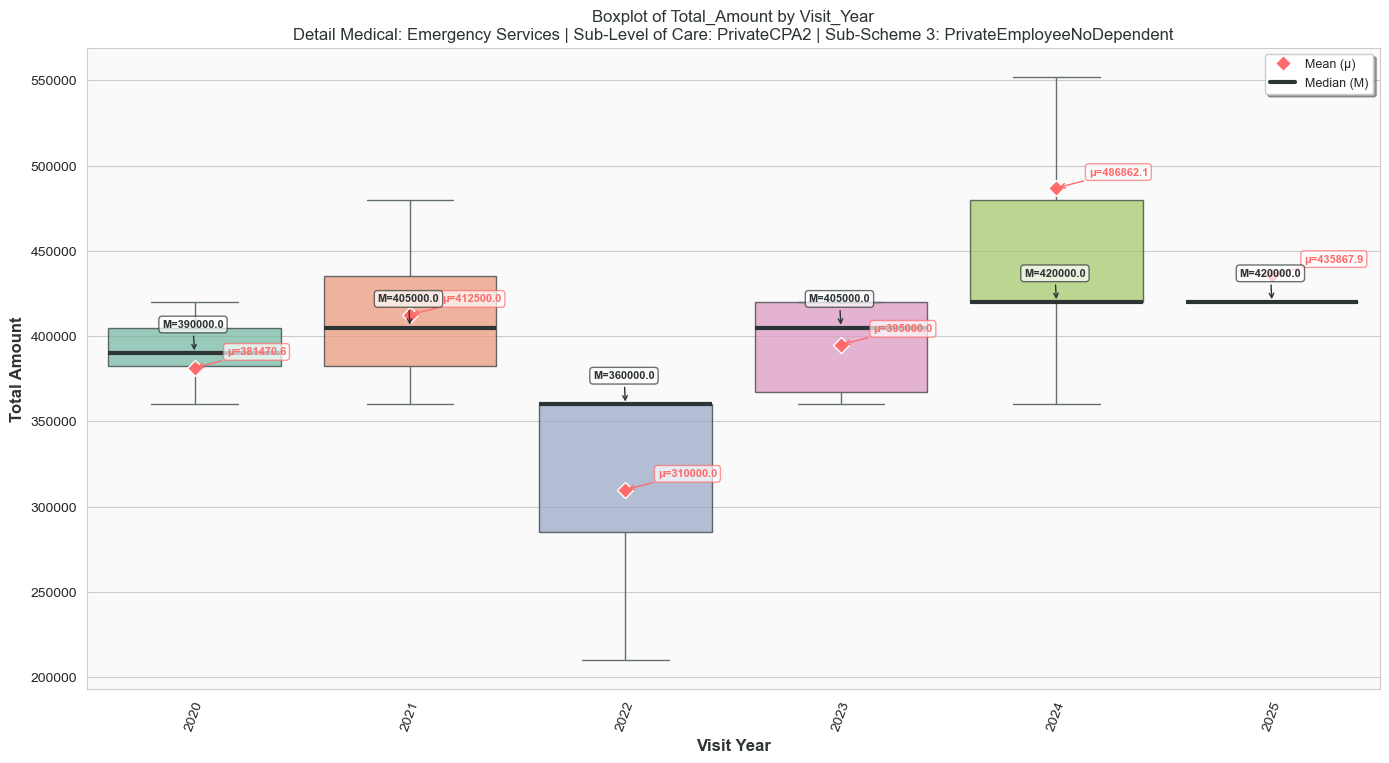 Boxplot of Total_Amount by Visit_Year
Detail Medical: Emergency Services | Sub-Level of Care: PrivateCPA2 | Sub-Scheme 3: PrivateEmployeeNoDependent
Mean (μ)
Median (M)
Total Amount
550000
500000
450000
400000
350000
300000
250000
200000
M=390000.0
μ=381470.6
M=405000.0
μ=412500.0
M=360000.0
μ=310000.0
M=405000.0
μ=395000.0
μ=486862.1
M=420000.0
μ=435867.9
M=420000.0
2020
2021
2022
2023
2024
2025
Visit Year